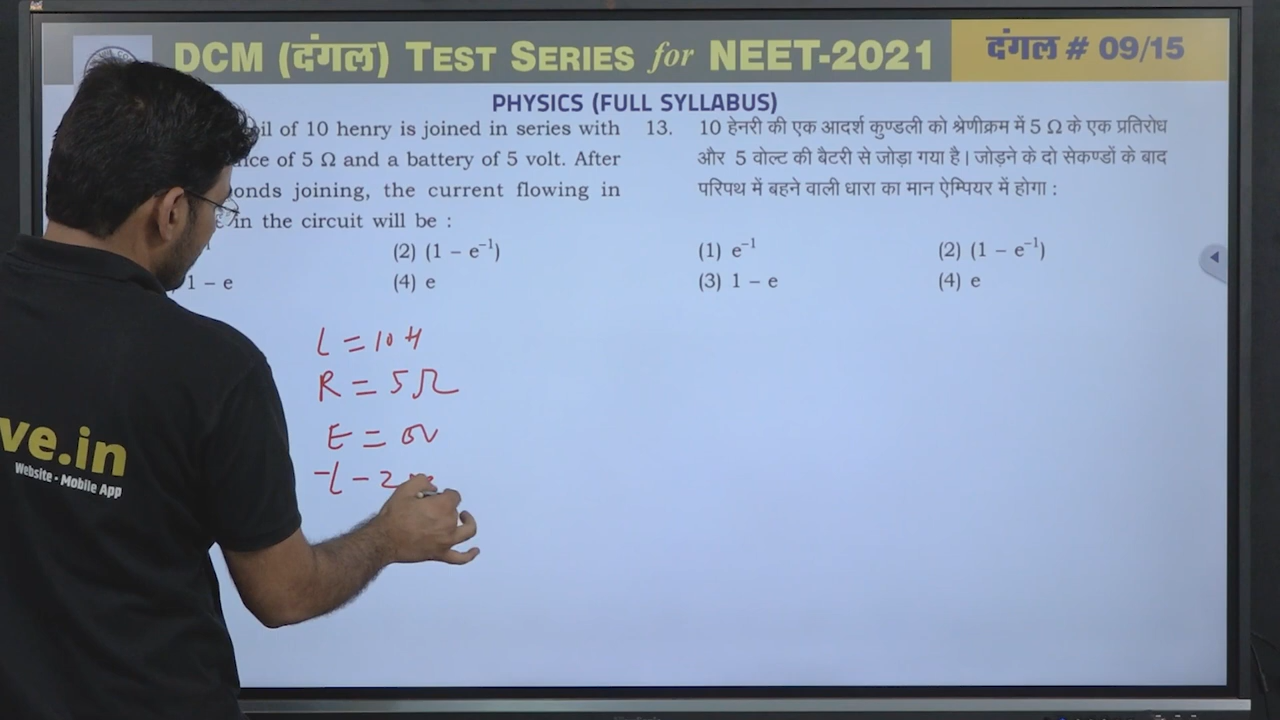 DCM (दंगल) TEST SERIES for NEET-2021
दंगल # 09/15
PHYSICS (FULL SYLLABUS)
of 10 henry is joined in series with
of 5 Ω and a battery of 5 volt. After
joining, the current flowing in
in the circuit will be :
(2) (1 – e⁻¹)
1 – e
(4) e
13. 10 हेनरी की एक आदर्श कुण्डली को श्रेणीक्रम में 5 Ω के एक प्रतिरोध
और 5 वोल्ट की बैटरी से जोड़ा गया है। जोड़ने के दो सेकण्डों के बाद
परिपथ में बहने वाली धारा का मान ऐम्पियर में होगा :
(1) e⁻¹ (2) (1 – e⁻¹)
(3) 1 – e (4) e
L = 10 H
R = 5 Ω
E =
t – 2
ve.in
Website • Mobile App